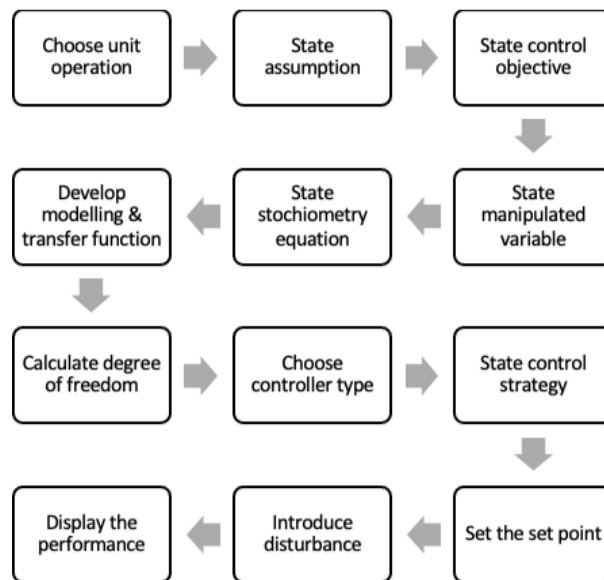 Choose unit
operation
State
assumption
State control
objective
State
manipulated
variable
State
stochiometry
equation
Develop
modelling &
transfer function
Calculate degree
of freedom
Choose
controller type
State control
strategy
Set the set point
Introduce
disturbance
Display the
performance